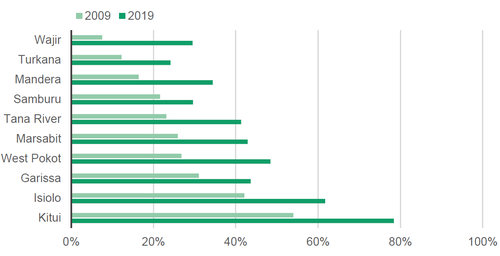 2009 2019
Wajir
Turkana
Mandera
Samburu
Tana River
Marsabit
West Pokot
Garissa
Isiolo
Kitui
0% 20% 40% 60% 80% 100%